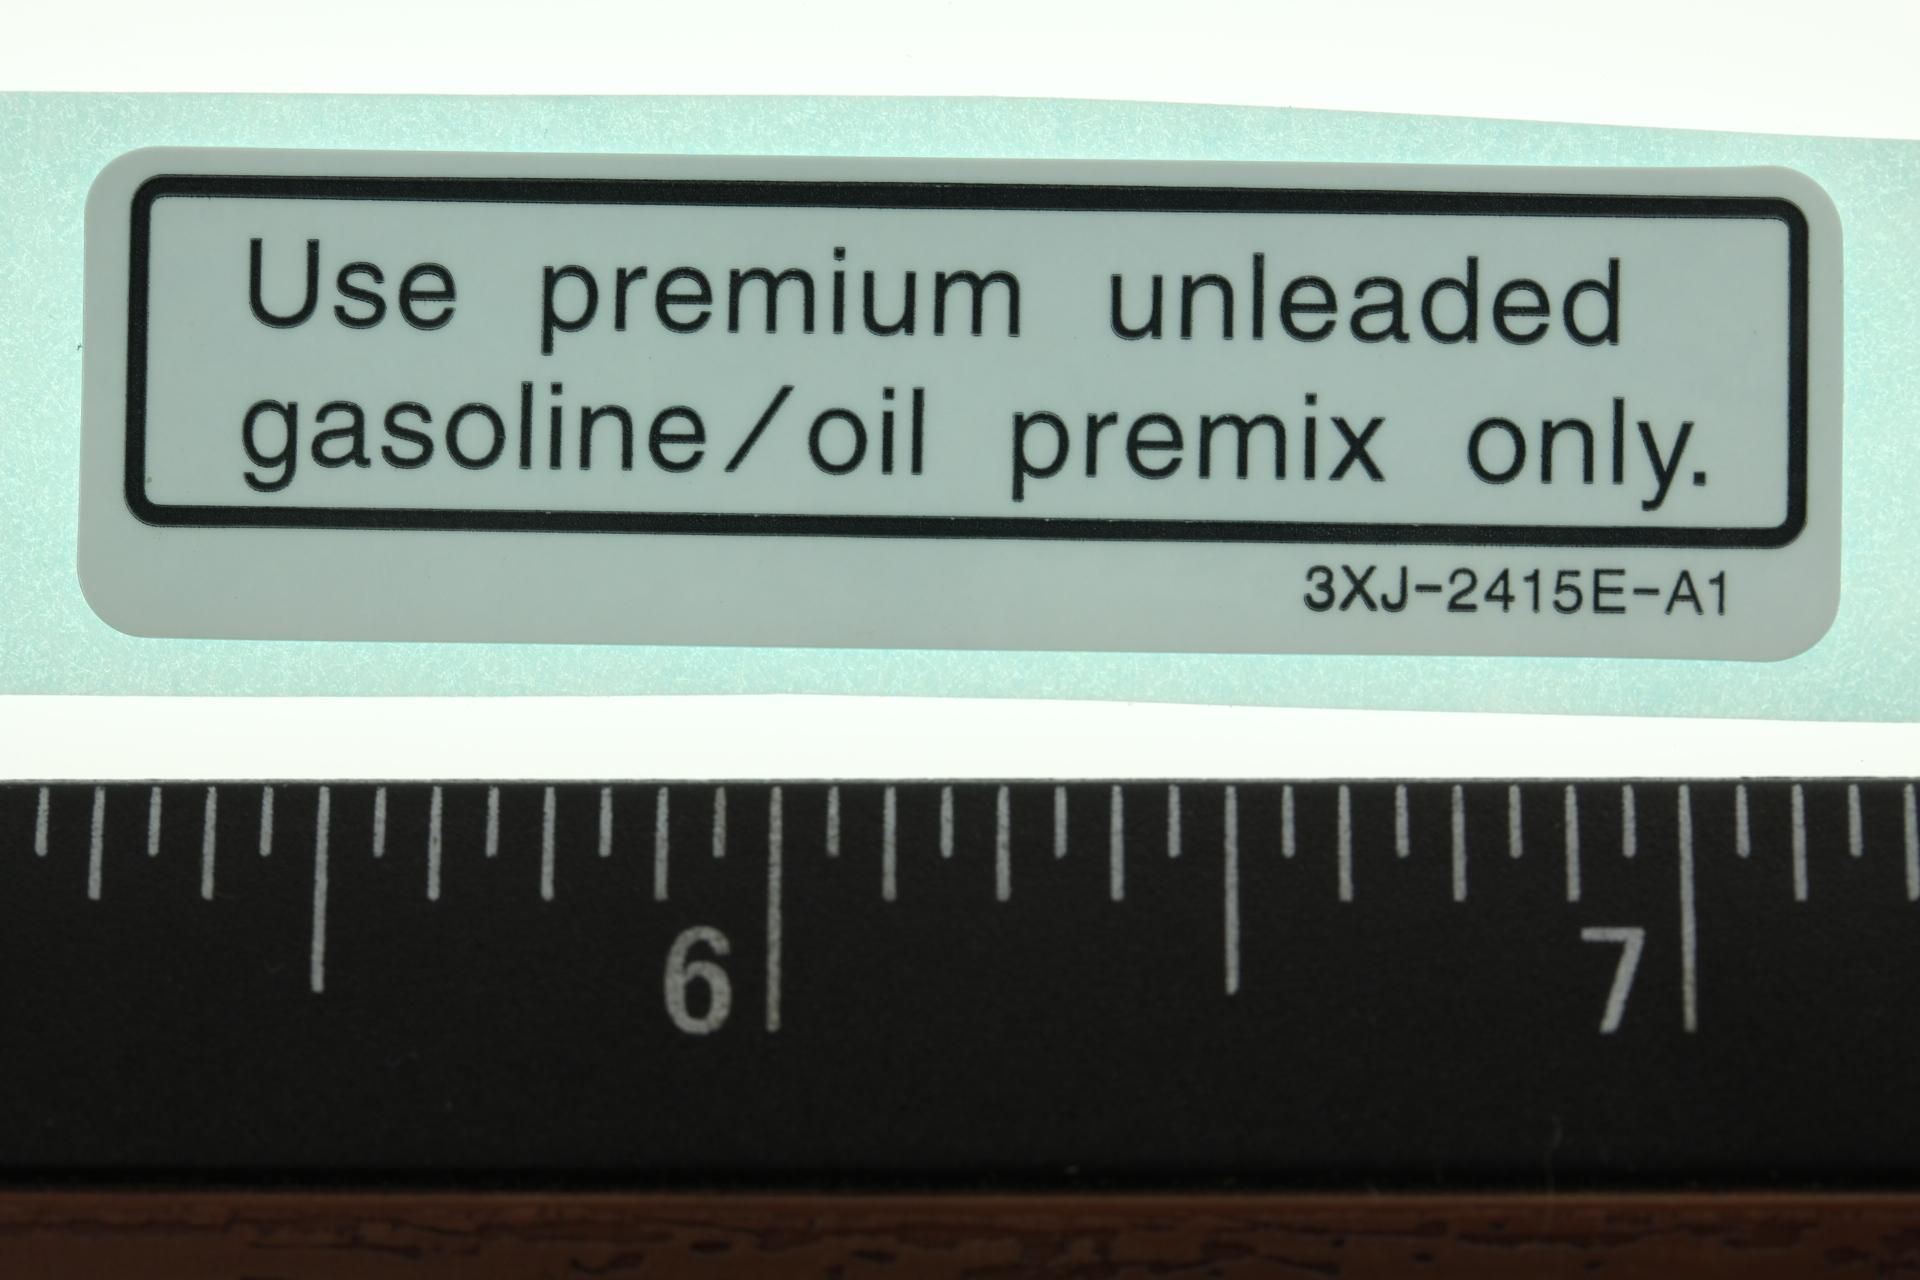 Use premium unleaded
gasoline/oil premix only.
3XJ-2415E-A1
6 7